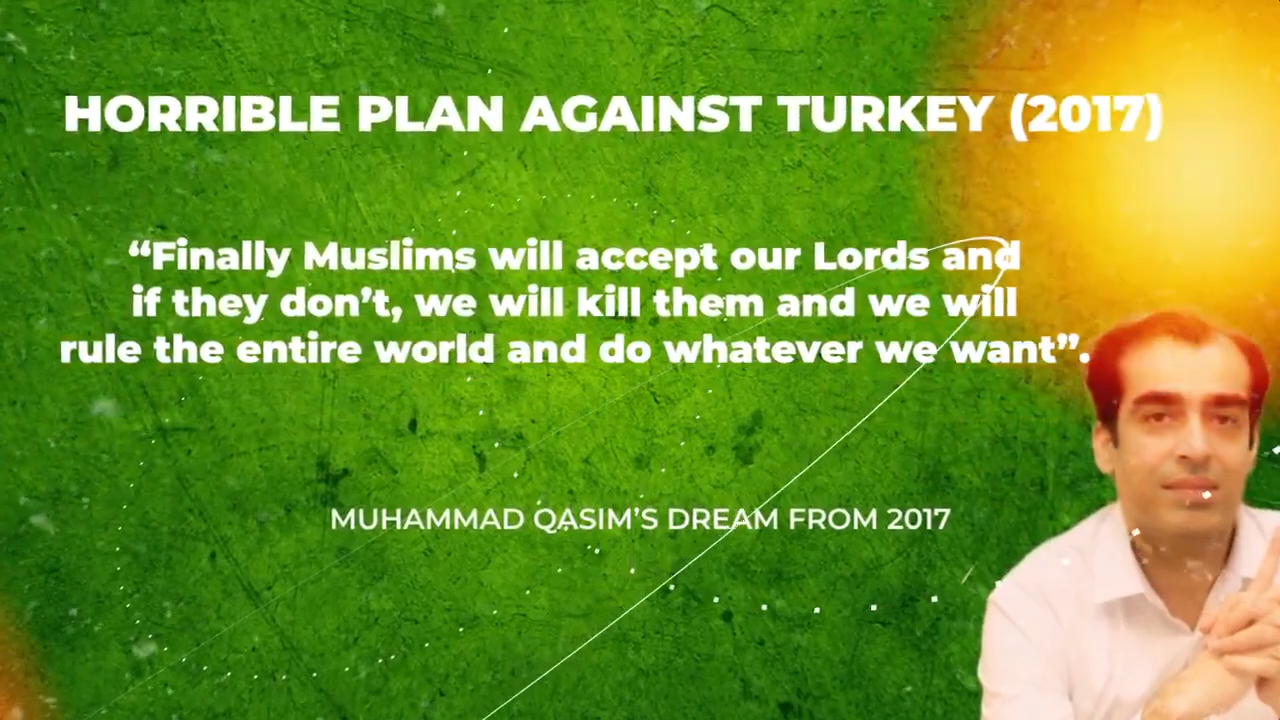 HORRIBLE PLAN AGAINST TURKEY (2017)
“Finally Muslims will accept our Lords and
if they don’t, we will kill them and we will
rule the entire world and do whatever we want”.
MUHAMMAD QASIM’S DREAM FROM 2017